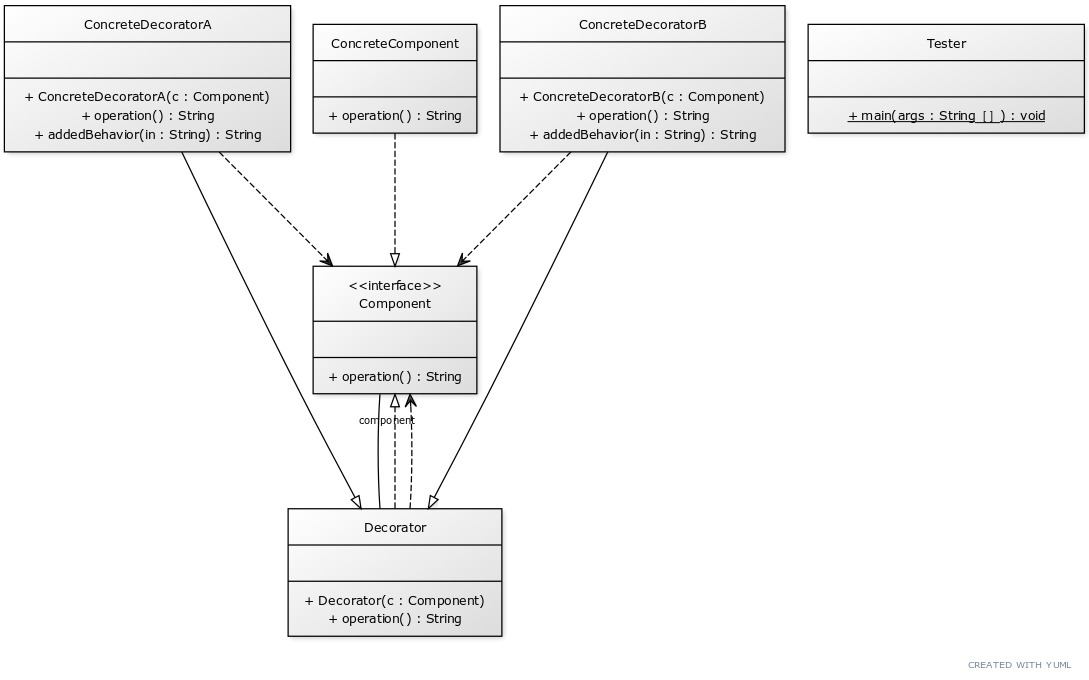 ConcreteDecoratorA
+ ConcreteDecoratorA(c : Component)
+ operation() : String
+ addedBehavior(in : String) : String
ConcreteComponent
+ operation() : String
ConcreteDecoratorB
+ ConcreteDecoratorB(c : Component)
+ operation() : String
+ addedBehavior(in : String) : String
Tester
+ main(args : String [] ) : void
<<interface>>
Component
+ operation() : String
component
Decorator
+ Decorator(c : Component)
+ operation() : String
CREATED WITH YUML